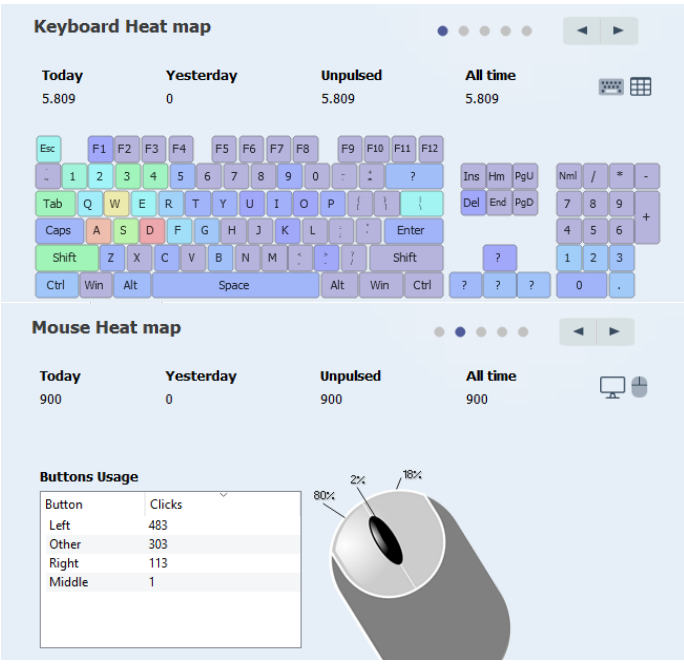 Keyboard Heat map
Today Yesterday Unpulsed All time
5.809 0 5.809 5.809
Esc F1 F2 F3 F4 F5 F6 F7 F8 F9 F10 F11 F12
1 2 3 4 5 6 7 8 9 0 ? Ins Hm PgU Nml / * -
Tab Q W E R T Y U I O P { } Del End PgD 7 8 9 +
Caps A S D F G H J K L Enter 4 5 6
Shift Z X C V B N M Shift ? 1 2 3
Ctrl Win Alt Space Alt Win Ctrl ? ? ? 0 .
Mouse Heat map
Today Yesterday Unpulsed All time
900 0 900 900
Buttons Usage
80% 2% 18%
Button Clicks
Left 483
Other 303
Right 113
Middle 1